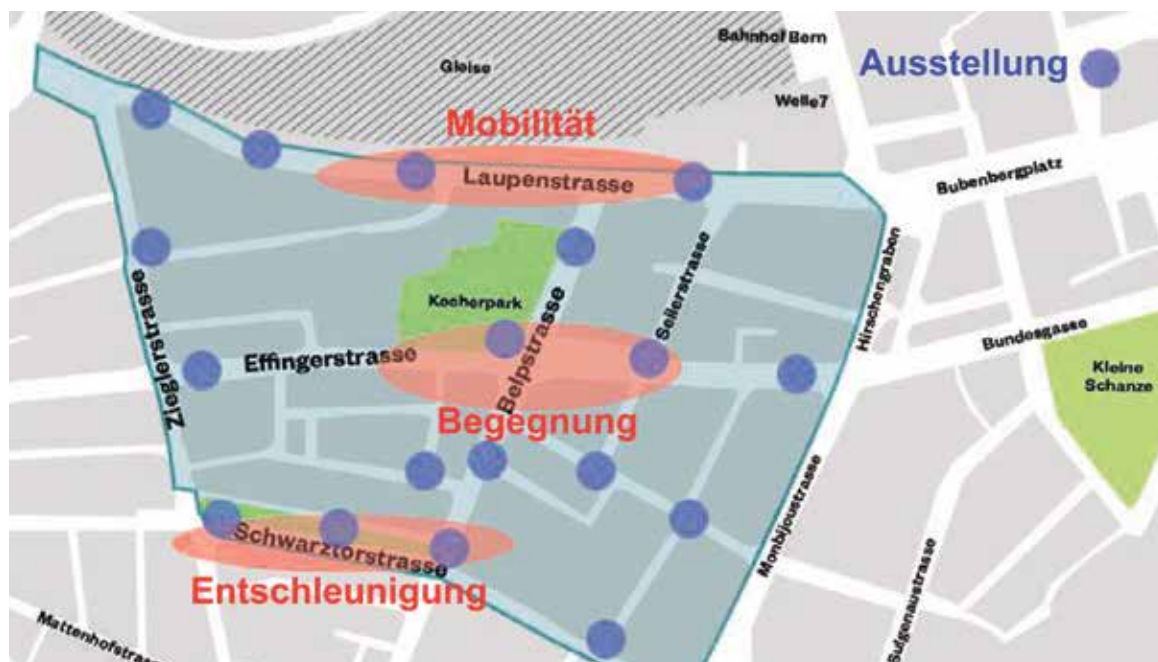 Bahnhof Bern
Gleise
Ausstellung
Welle7
Mobilität
Laupenstrasse
Bubenbergplatz
Zieglerstrasse
Kocherpark
Seilerstrasse
Hirschengraben
Bundesgasse
Effingerstrasse
Belpstrasse
Kleine
Schanze
Begegnung
Monbijoustrasse
Schwarztorstrasse
Entschleunigung
Sulgenaustrasse
Mattenhofstrass